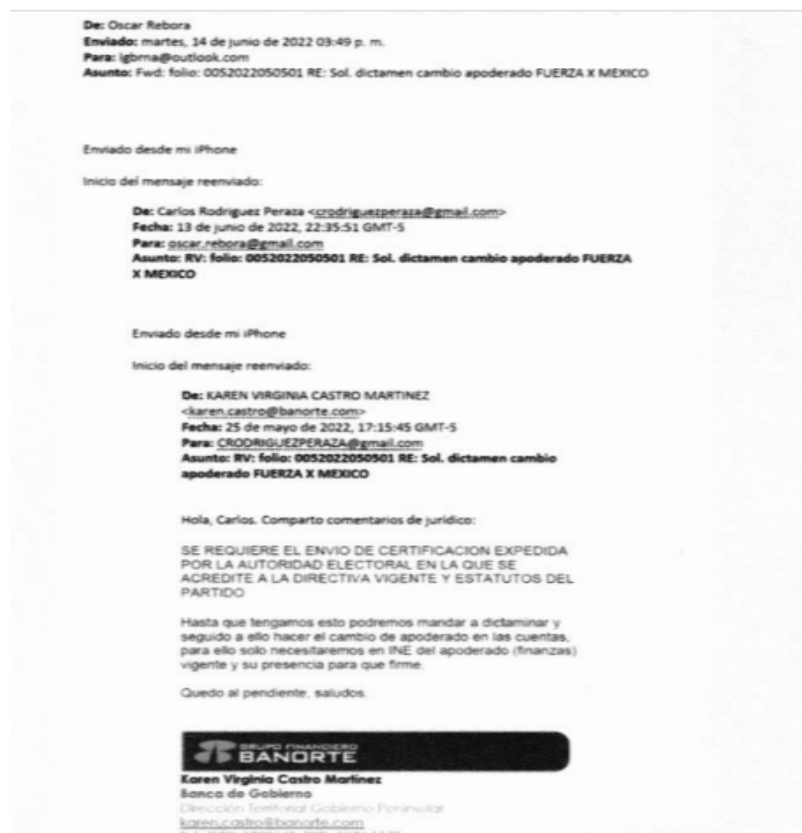 De: Oscar Rebora
Enviado: martes, 14 de junio de 2022 03:49 p. m.
Para: lgbrna@outlook.com
Asunto: Fwd: folio: 0052022050501 RE: Sol. dictamen cambio apoderado FUERZA X MEXICO
Enviado desde mi iPhone
Inicio del mensaje reenviado:
De: Carlos Rodriguez Peraza <crodriguezperaza@gmail.com>
Fecha: 13 de junio de 2022, 22:35:51 GMT-5
Para: oscar.rebora@gmail.com
Asunto: RV: folio: 0052022050501 RE: Sol. dictamen cambio apoderado FUERZA
X MEXICO
Enviado desde mi iPhone
Inicio del mensaje reenviado:
De: KAREN VIRGINIA CASTRO MARTINEZ
<karen.castro@banorte.com>
Fecha: 25 de mayo de 2022, 17:15:45 GMT-5
Para: CRODRIGUEZPERAZA@gmail.com
Asunto: RV: folio: 0052022050501 RE: Sol. dictamen cambio
apoderado FUERZA X MEXICO
Hola, Carlos. Comparto comentarios de jurídico:
SE REQUIERE EL ENVIO DE CERTIFICACION EXPEDIDA
POR LA AUTORIDAD ELECTORAL EN LA QUE SE
ACREDITE A LA DIRECTIVA VIGENTE Y ESTATUTOS DEL
PARTIDO
Hasta que tengamos esto podremos mandar a dictaminar y
seguido a ello hacer el cambio de apoderado en las cuentas,
para ello solo necesitaremos en INE del apoderado (finanzas)
vigente y su presencia para que firme.
Quedo al pendiente, saludos.
GRUPO FINANCIERO
BANORTE
Karen Virginia Castro Martínez
Banca de Gobierno
Dirección Territorial Gobierno Peninsular
karen.castro@banorte.com